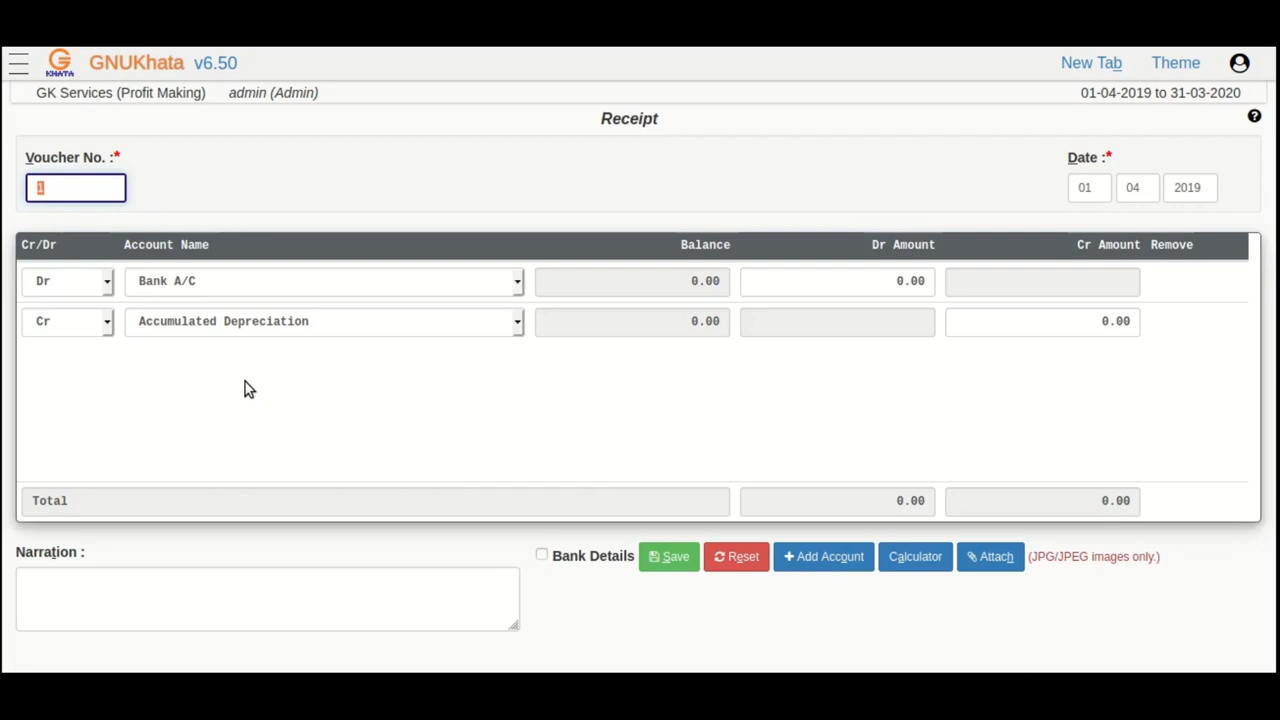 GNUKhata v6.50 New Tab Theme
KHATA
GK Services (Profit Making) admin (Admin) 01-04-2019 to 31-03-2020
Receipt
Voucher No. :* Date :*
1 01 04 2019
Cr/Dr Account Name Balance Dr Amount Cr Amount Remove
Dr Bank A/C 0.00 0.00
Cr Accumulated Depreciation 0.00 0.00
Total 0.00 0.00
Narration : Bank Details Save Reset + Add Account Calculator Attach (JPG/JPEG images only.)